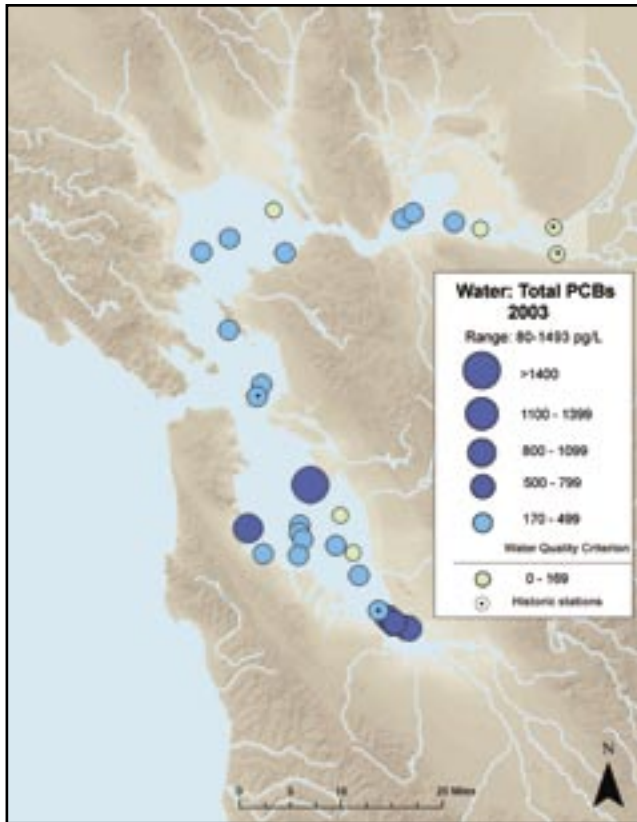 Water: Total PCBs
2003
Range: 80-1493 pg/L
>1400
1100 - 1399
800 - 1099
500 - 799
170 - 499
Water Quality Criterion
0 - 169
Historic stations
N
0 5 10 20 Miles